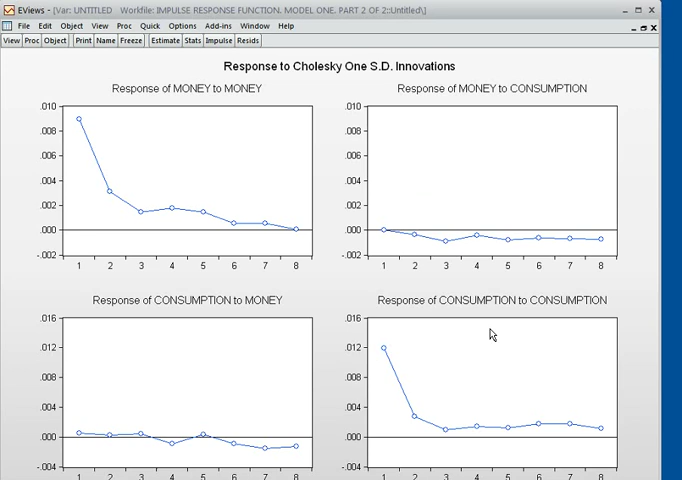 EViews - [Var: UNTITLED Workfile: IMPULSE RESPONSE FUNCTION. MODEL ONE. PART 2 OF 2::Untitled\]
File Edit Object View Proc Quick Options Add-ins Window Help
View Proc Object Print Name Freeze Estimate Stats Impulse Resids
Response to Cholesky One S.D. Innovations
Response of MONEY to MONEY
.010
.008
.006
.004
.002
.000
-.002
1 2 3 4 5 6 7 8
Response of MONEY to CONSUMPTION
.010
.008
.006
.004
.002
.000
-.002
1 2 3 4 5 6 7 8
Response of CONSUMPTION to MONEY
.016
.012
.008
.004
.000
-.004
1 2 3 4 5 6 7 8
Response of CONSUMPTION to CONSUMPTION
.016
.012
.008
.004
.000
-.004
1 2 3 4 5 6 7 8